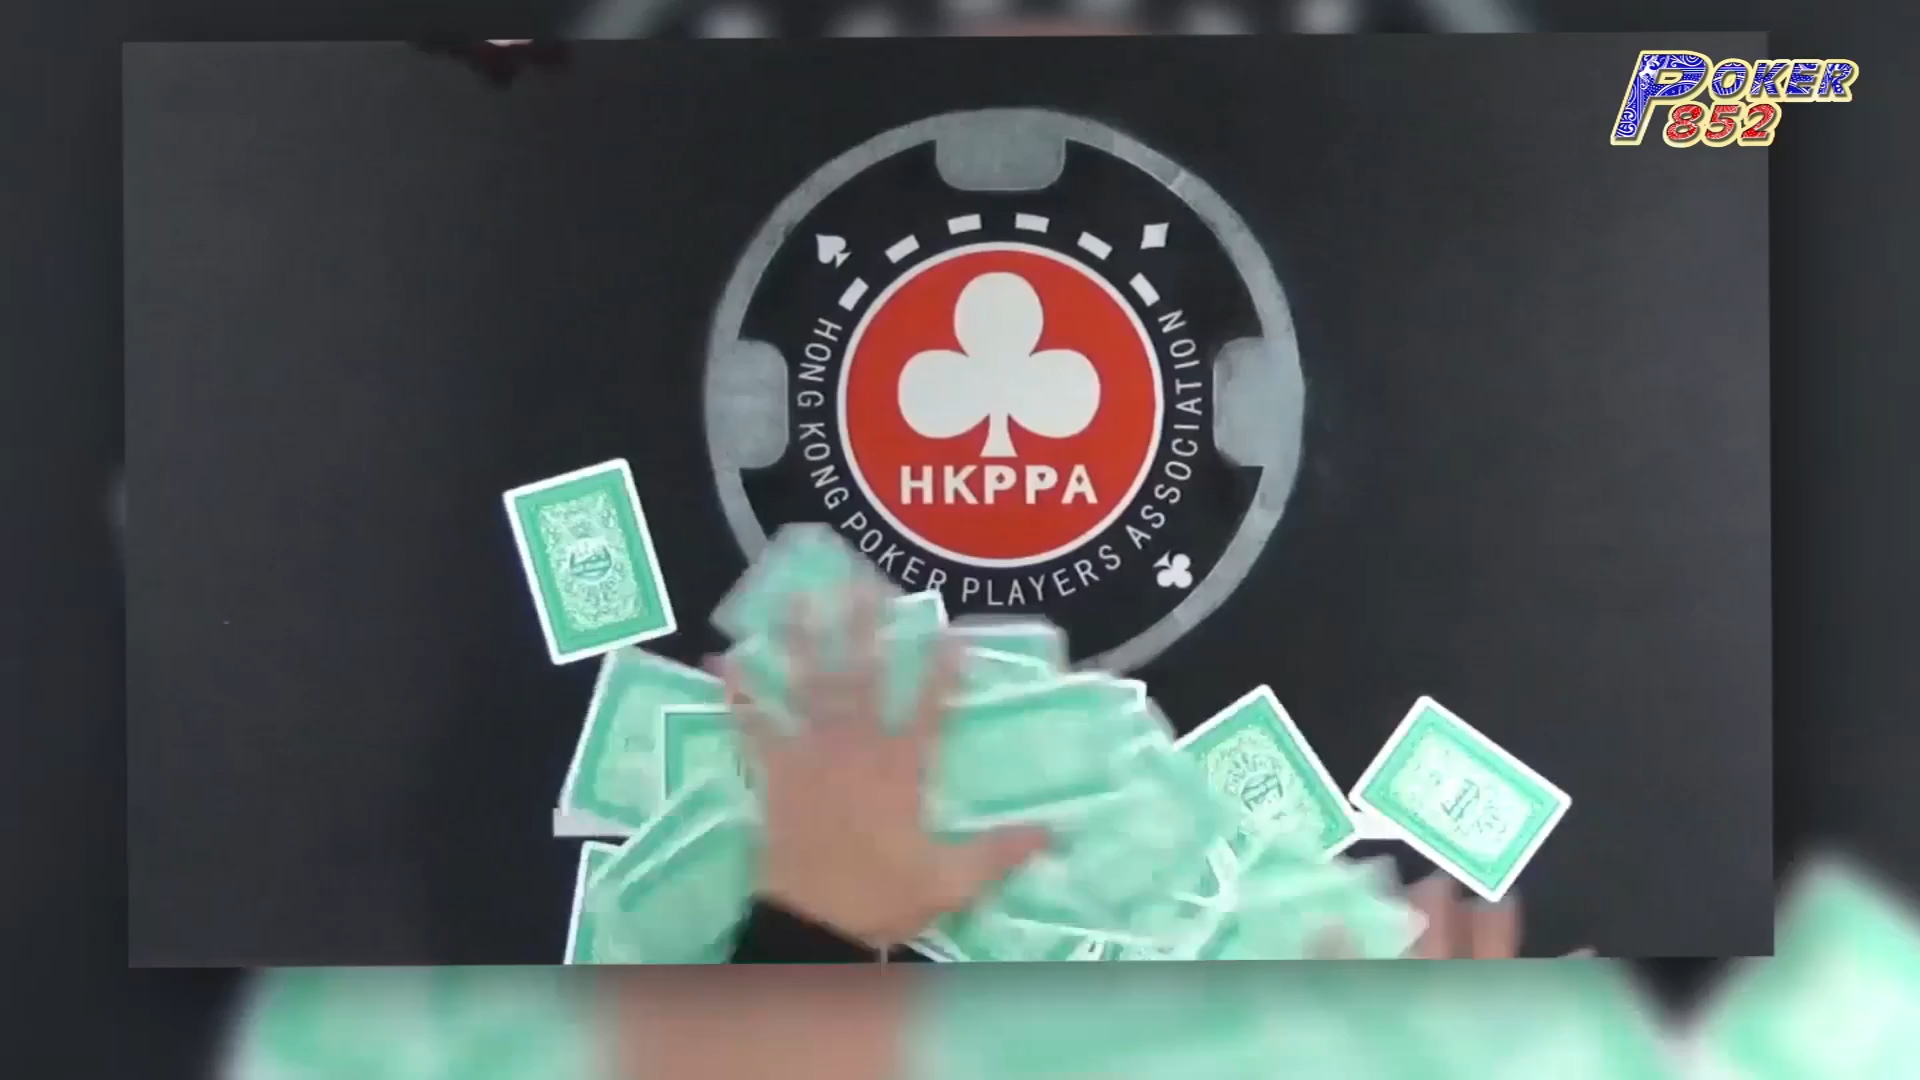 POKER
852
HONG KONG POKER PLAYERS ASSOCIATION
HKPPA